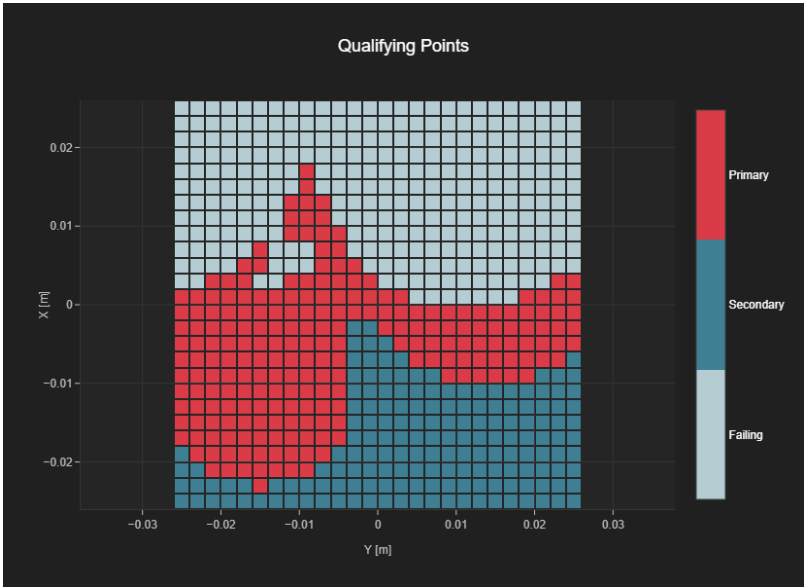 Qualifying Points
0.02
0.01
0
−0.01
−0.02
X [m]
−0.03
−0.02
−0.01
0
0.01
0.02
0.03
Y [m]
Primary
Secondary
Failing